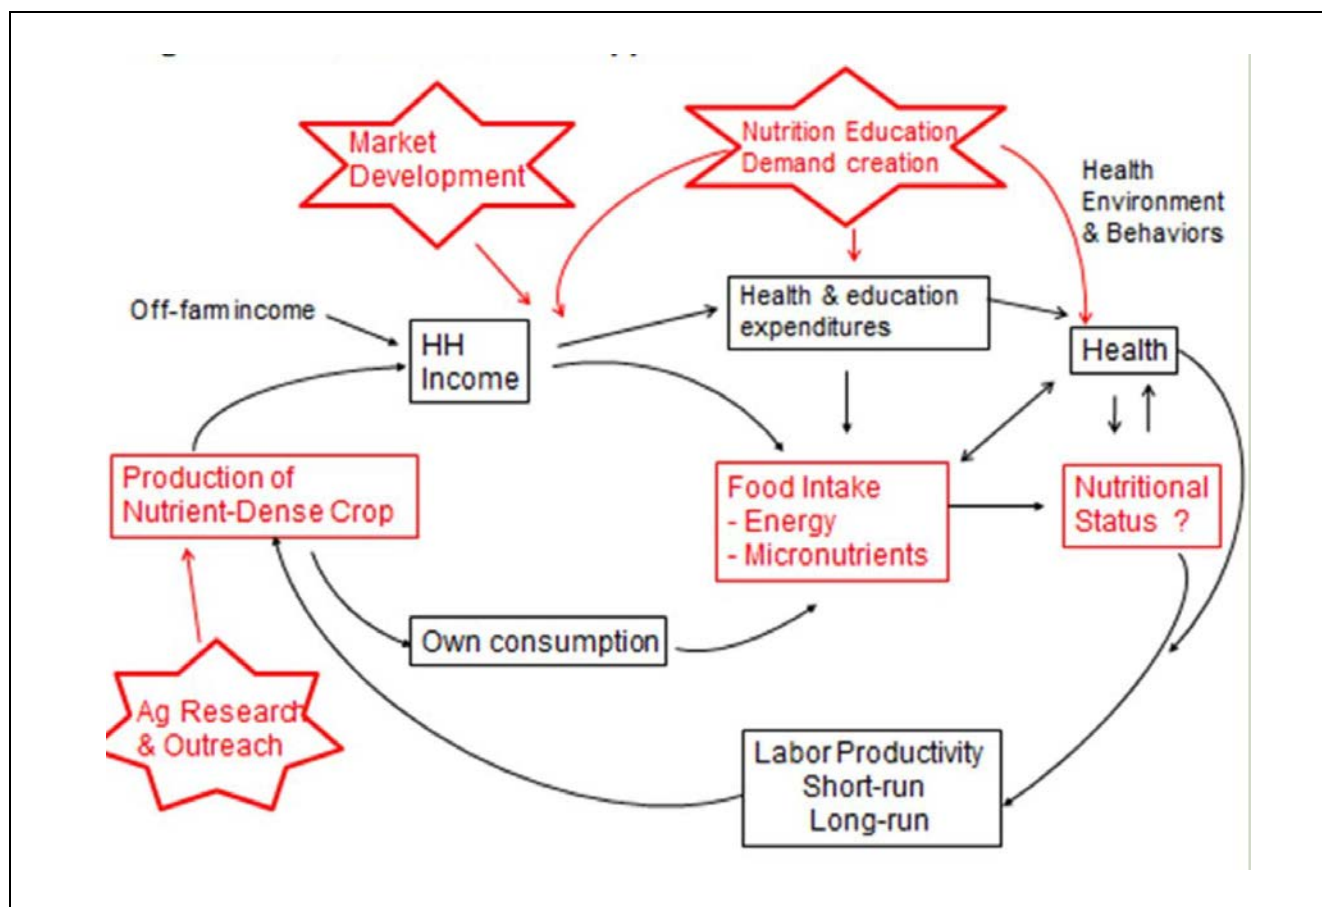 Market
Development
Nutrition Education
Demand creation
Health
Environment
& Behaviors
Off-farm income
HH
Income
Health & education
expenditures
Health
Production of
Nutrient-Dense Crop
Food Intake
- Energy
- Micronutrients
Nutritional
Status ?
Own consumption
Ag Research
& Outreach
Labor Productivity
Short-run
Long-run